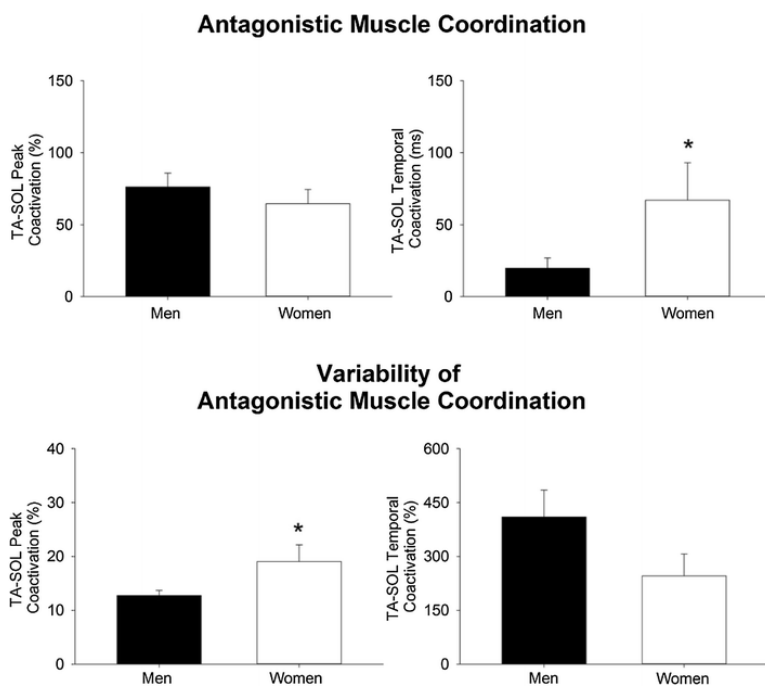 Antagonistic Muscle Coordination
TA-SOL Peak
Coactivation (%)
150
100
50
0
Men
Women
TA-SOL Temporal
Coactivation (ms)
150
100
50
0
*
Men
Women
Variability of
Antagonistic Muscle Coordination
TA-SOL Peak
Coactivation (%)
40
30
20
10
0
*
Men
Women
TA-SOL Temporal
Coactivation (%)
600
450
300
150
0
Men
Women